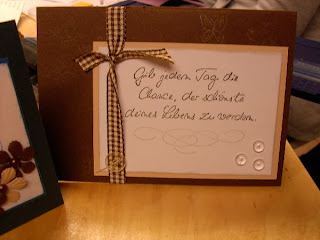 Gib jedem Tag die
Chance, der schönste
deines Lebens zu werden.